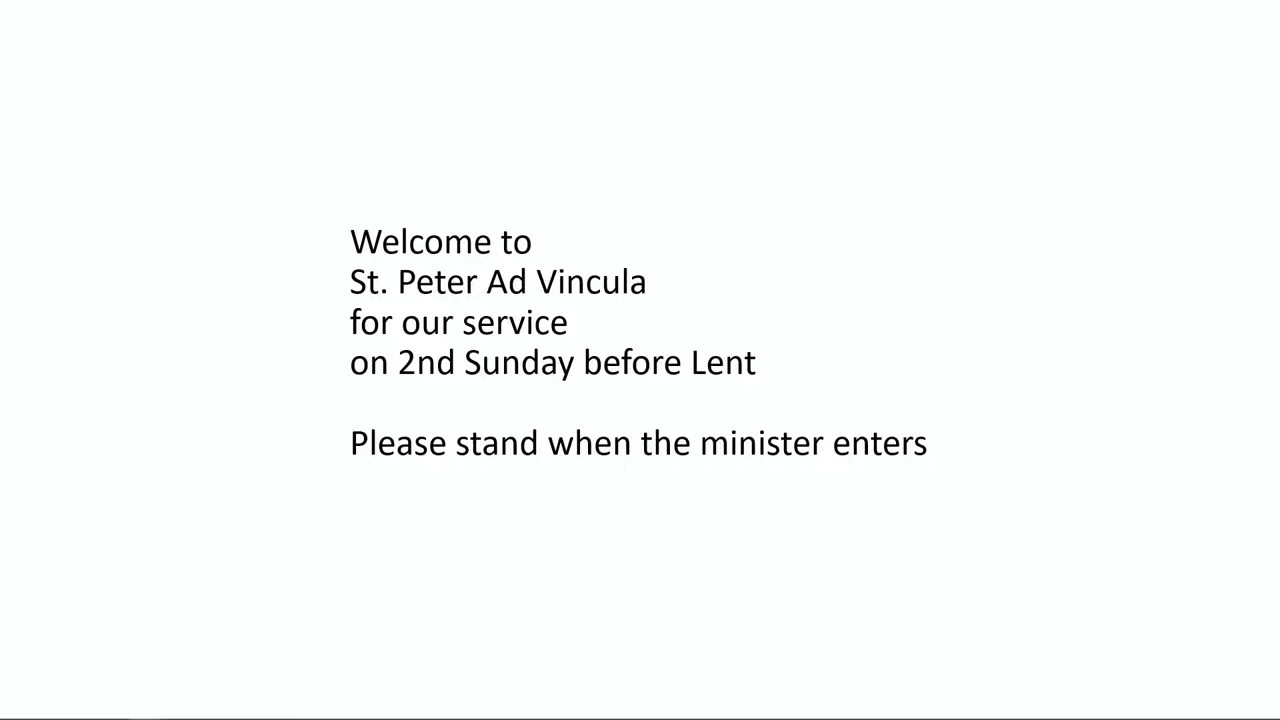 Welcome to
St. Peter Ad Vincula
for our service
on 2nd Sunday before Lent
Please stand when the minister enters